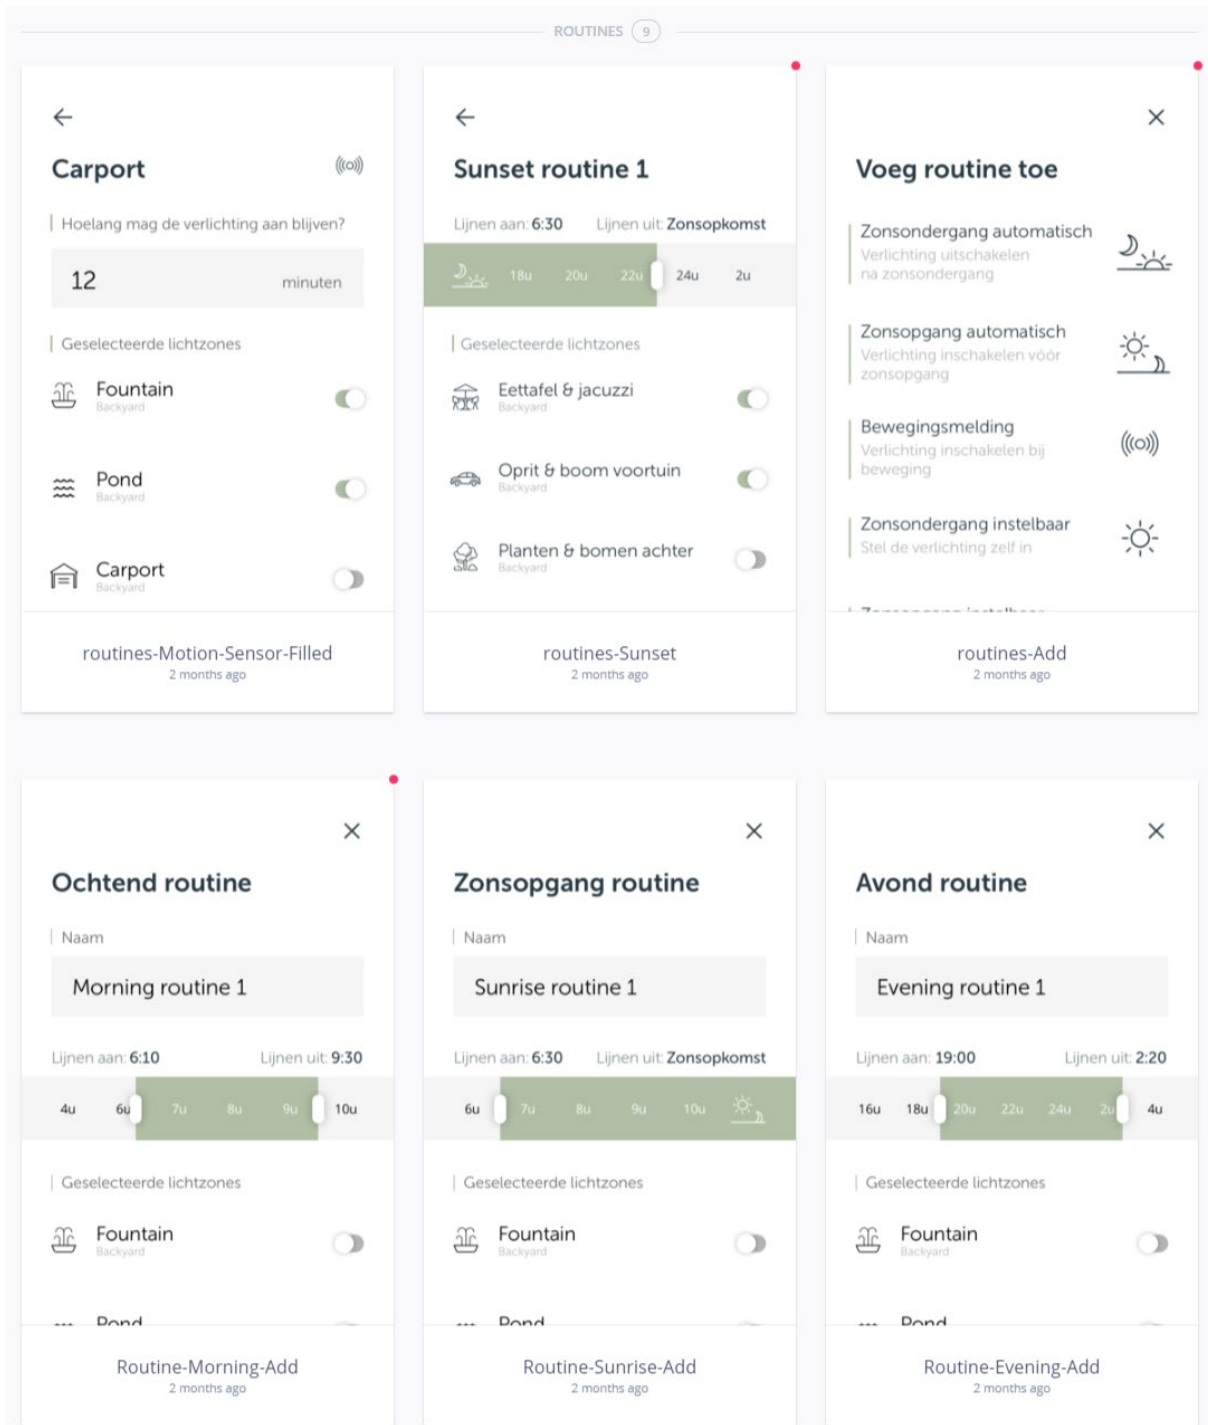 ROUTINES 9
Carport
Hoelang mag de verlichting aan blijven?
12 minuten
Geselecteerde lichtzones
Fountain
Backyard
Pond
Backyard
Carport
Backyard
routines-Motion-Sensor-Filled
2 months ago
Sunset routine 1
Lijnen aan: 6:30 Lijnen uit: Zonsopkomst
18u 20u 22u 24u 2u
Geselecteerde lichtzones
Eettafel & jacuzzi
Backyard
Oprit & boom voortuin
Backyard
Planten & bomen achter
Backyard
routines-Sunset
2 months ago
Voeg routine toe
Zonsondergang automatisch
Verlichting uitschakelen
na zonsondergang
Zonsopgang automatisch
Verlichting inschakelen vóór
zonsopgang
Bewegingsmelding
Verlichting inschakelen bij
beweging
Zonsondergang instelbaar
Stel de verlichting zelf in
routines-Add
2 months ago
Ochtend routine
Naam
Morning routine 1
Lijnen aan: 6:10 Lijnen uit: 9:30
4u 6u 7u 8u 9u 10u
Geselecteerde lichtzones
Fountain
Backyard
Pond
Routine-Morning-Add
2 months ago
Zonsopgang routine
Naam
Sunrise routine 1
Lijnen aan: 6:30 Lijnen uit: Zonsopkomst
6u 7u 8u 9u 10u
Geselecteerde lichtzones
Fountain
Backyard
Pond
Routine-Sunrise-Add
2 months ago
Avond routine
Naam
Evening routine 1
Lijnen aan: 19:00 Lijnen uit: 2:20
16u 18u 20u 22u 24u 2u 4u
Geselecteerde lichtzones
Fountain
Backyard
Pond
Routine-Evening-Add
2 months ago